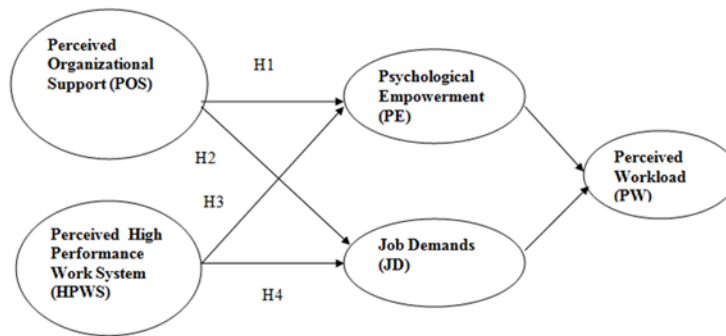 Perceived
Organizational
Support (POS)
H1
Psychological
Empowerment
(PE)
H2
H3
Perceived
Workload
(PW)
Perceived High
Performance
Work System
(HPWS)
Job Demands
(JD)
H4